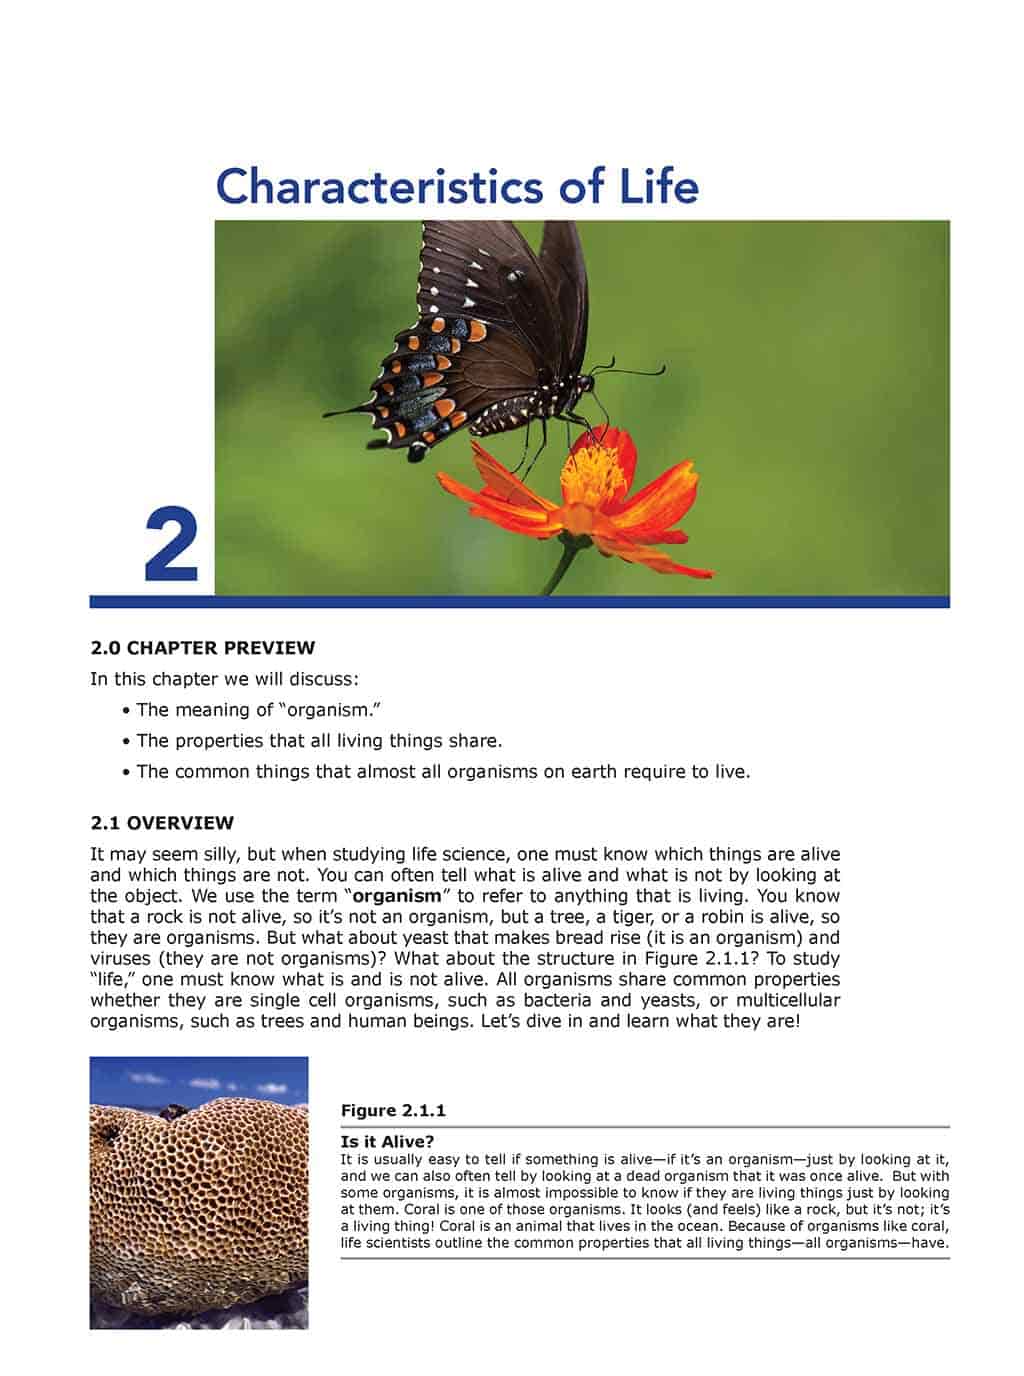 Characteristics of Life
2
2.0 CHAPTER PREVIEW
In this chapter we will discuss:
• The meaning of “organism.”
• The properties that all living things share.
• The common things that almost all organisms on earth require to live.
2.1 OVERVIEW
It may seem silly, but when studying life science, one must know which things are alive
and which things are not. You can often tell what is alive and what is not by looking at
the object. We use the term “organism” to refer to anything that is living. You know
that a rock is not alive, so it’s not an organism, but a tree, a tiger, or a robin is alive, so
they are organisms. But what about yeast that makes bread rise (it is an organism) and
viruses (they are not organisms)? What about the structure in Figure 2.1.1? To study
“life,” one must know what is and is not alive. All organisms share common properties
whether they are single cell organisms, such as bacteria and yeasts, or multicellular
organisms, such as trees and human beings. Let’s dive in and learn what they are!
Figure 2.1.1
Is it Alive?
It is usually easy to tell if something is alive—if it’s an organism—just by looking at it,
and we can also often tell by looking at a dead organism that it was once alive.  But with
some organisms, it is almost impossible to know if they are living things just by looking
at them. Coral is one of those organisms. It looks (and feels) like a rock, but it’s not; it’s
a living thing! Coral is an animal that lives in the ocean. Because of organisms like coral,
life scientists outline the common properties that all living things—all organisms—have.